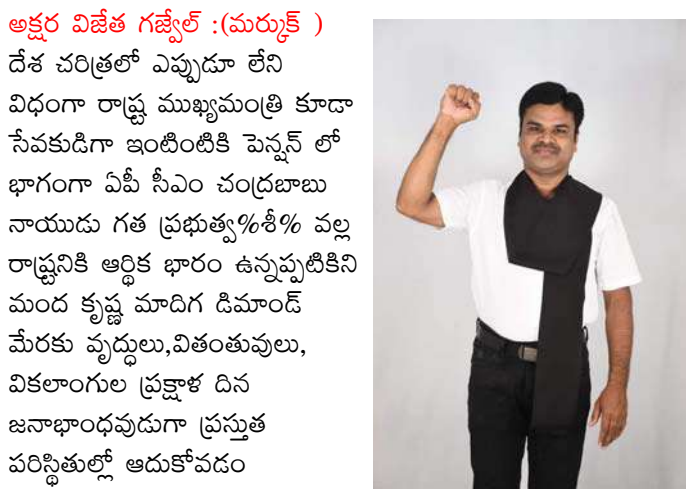 అక్షర విజేత గజ్వేల్ :(మర్కుక్ )
దేశ చరిత్రలో ఎప్పుడూ లేని
విధంగా రాష్ట్ర ముఖ్యమంత్రి కూడా
సేవకుడిగా ఇంటింటికి పెన్షన్ లో
భాగంగా ఏపీ సీఎం చంద్రబాబు
నాయుడు గత ప్రభుత్వ%శీ% వల్ల
రాష్ట్రనికి ఆర్థిక భారం ఉన్నప్పటికిని
మంద కృష్ణ మాదిగ డిమాండ్
మేరకు వృద్ధులు,వితంతువులు,
వికలాంగుల ప్రక్షాళ దిన
జనాభాంధవుడుగా ప్రస్తుత
పరిస్థితుల్లో ఆదుకోవడం